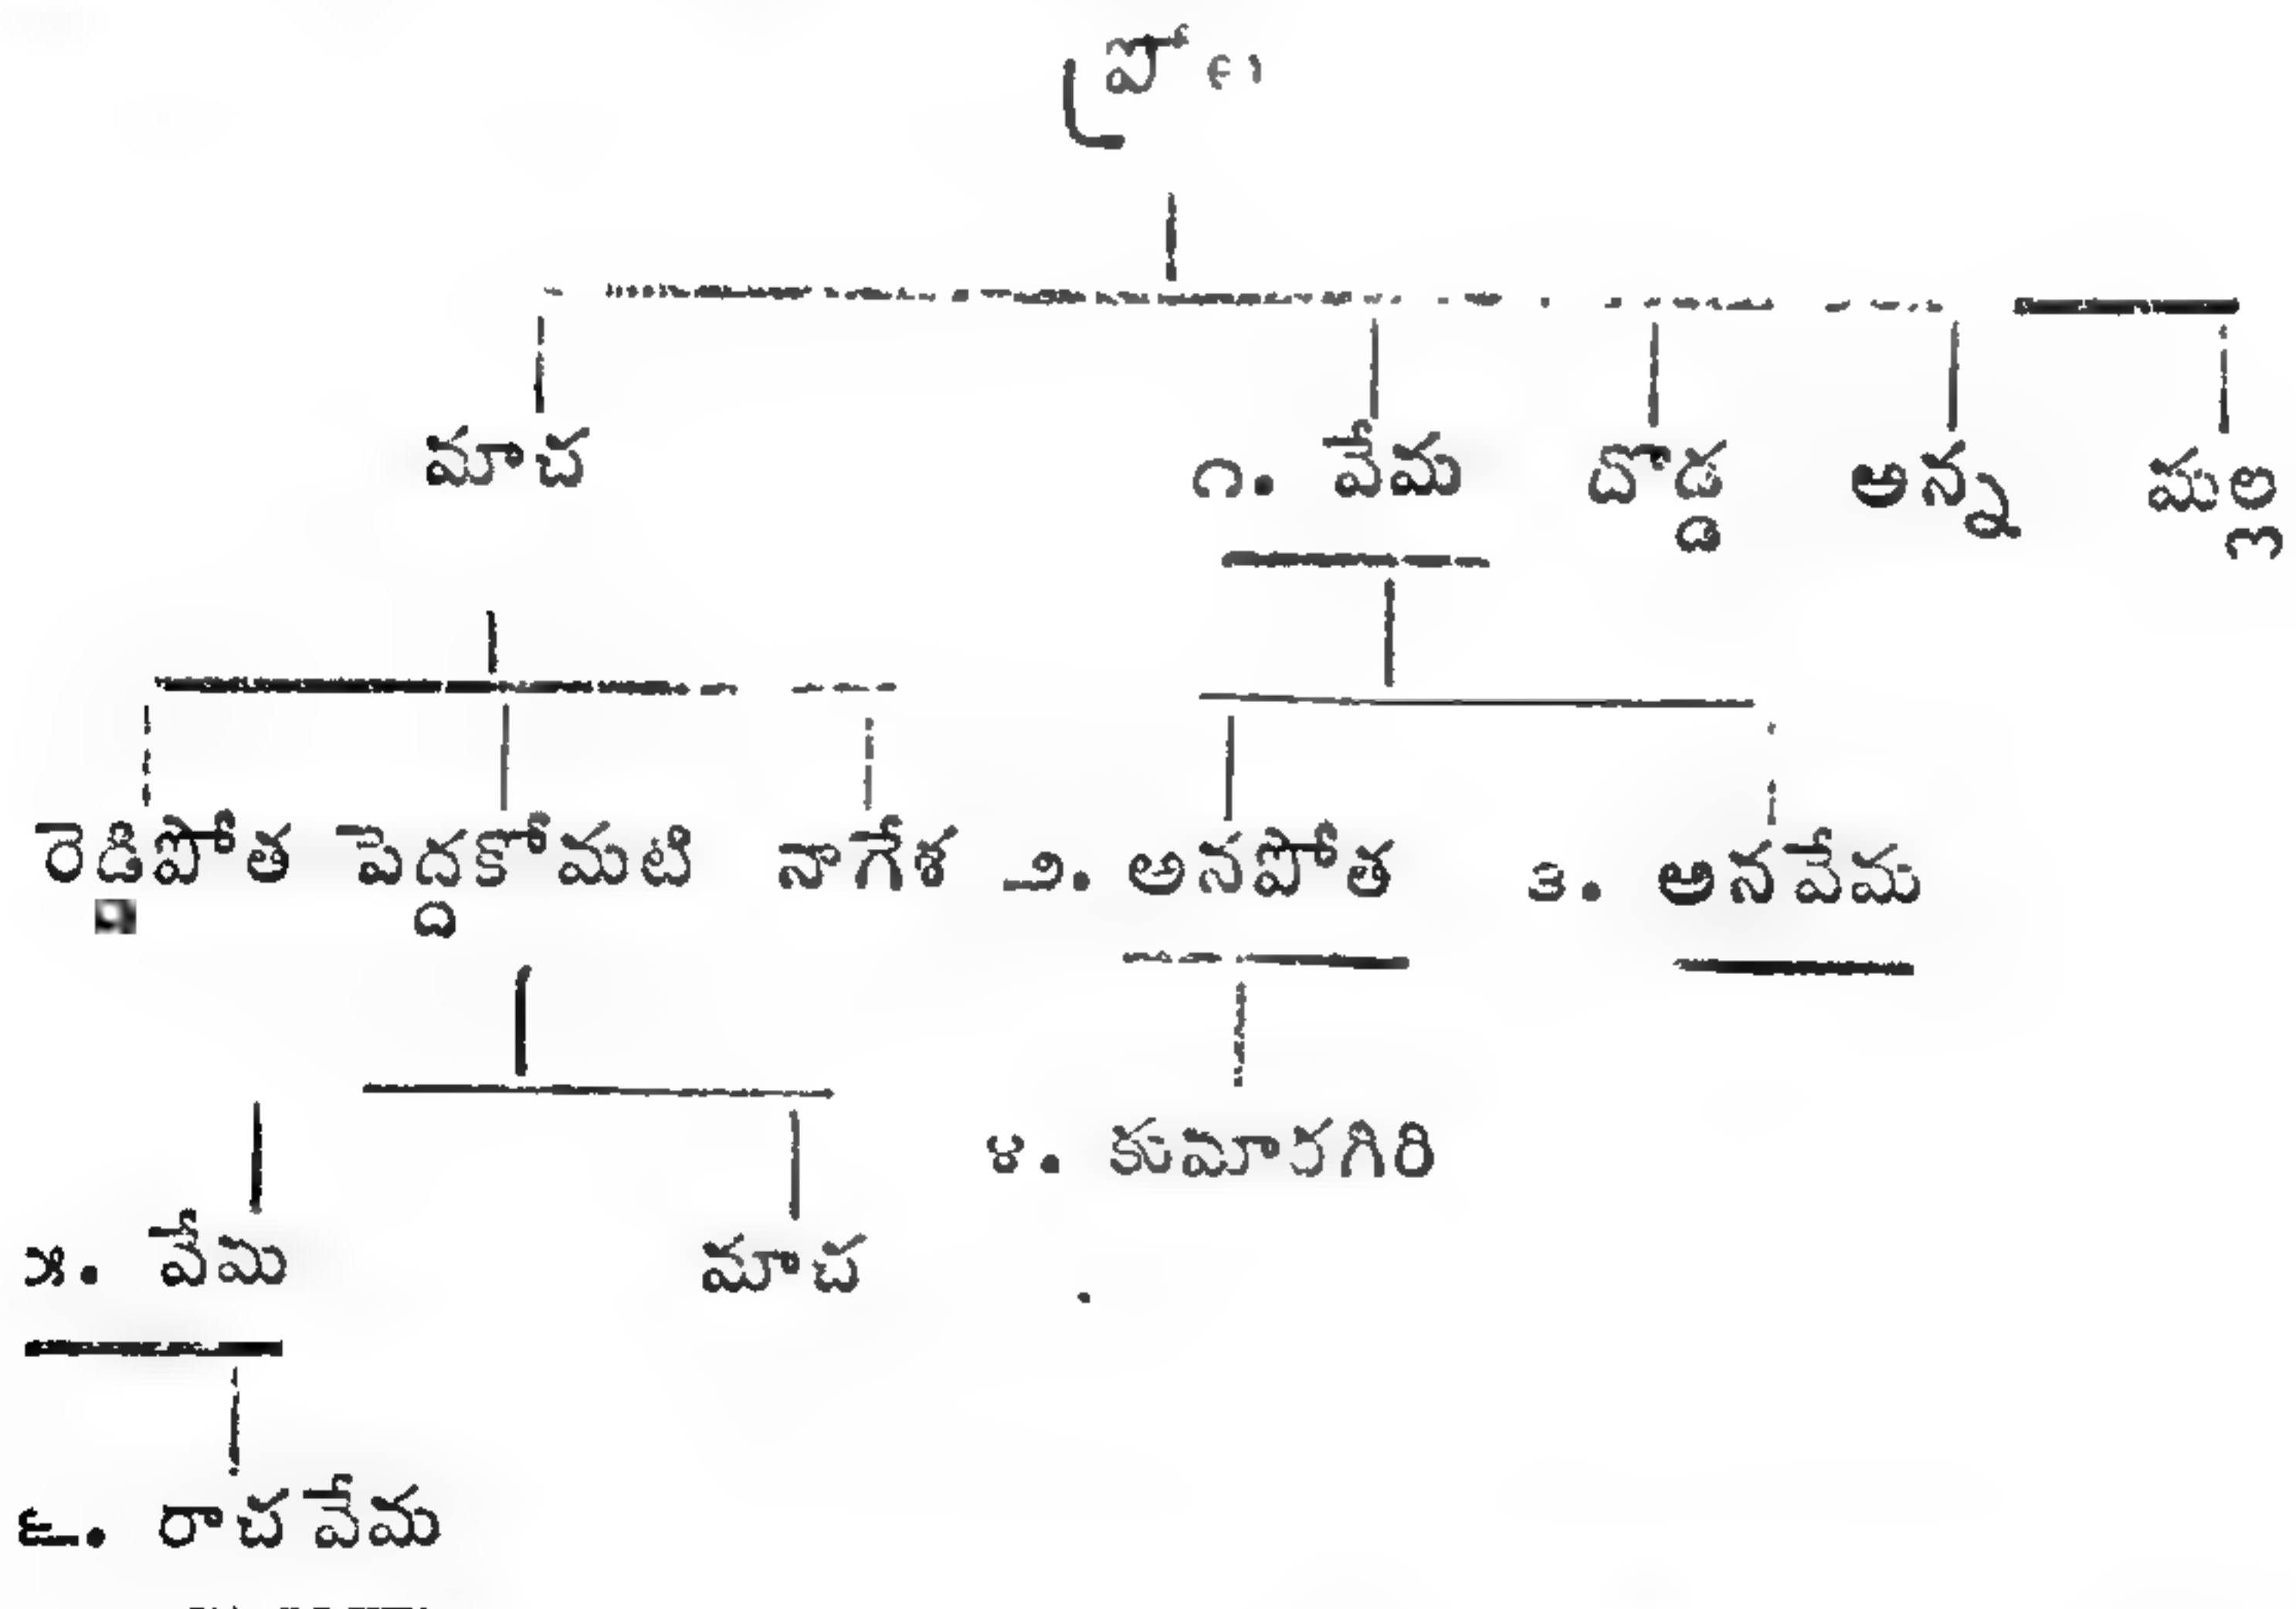 మాచ ౧. వేమ దొడ్డ అన్న మల్ల
రెడ్డిపోత పెద్దకోమటి నాగేశ ౨. అనపోత ౩. అనవేమ
౪. కుమారగిరి
౫. వేమ మాచ
౬. రాచవేమ